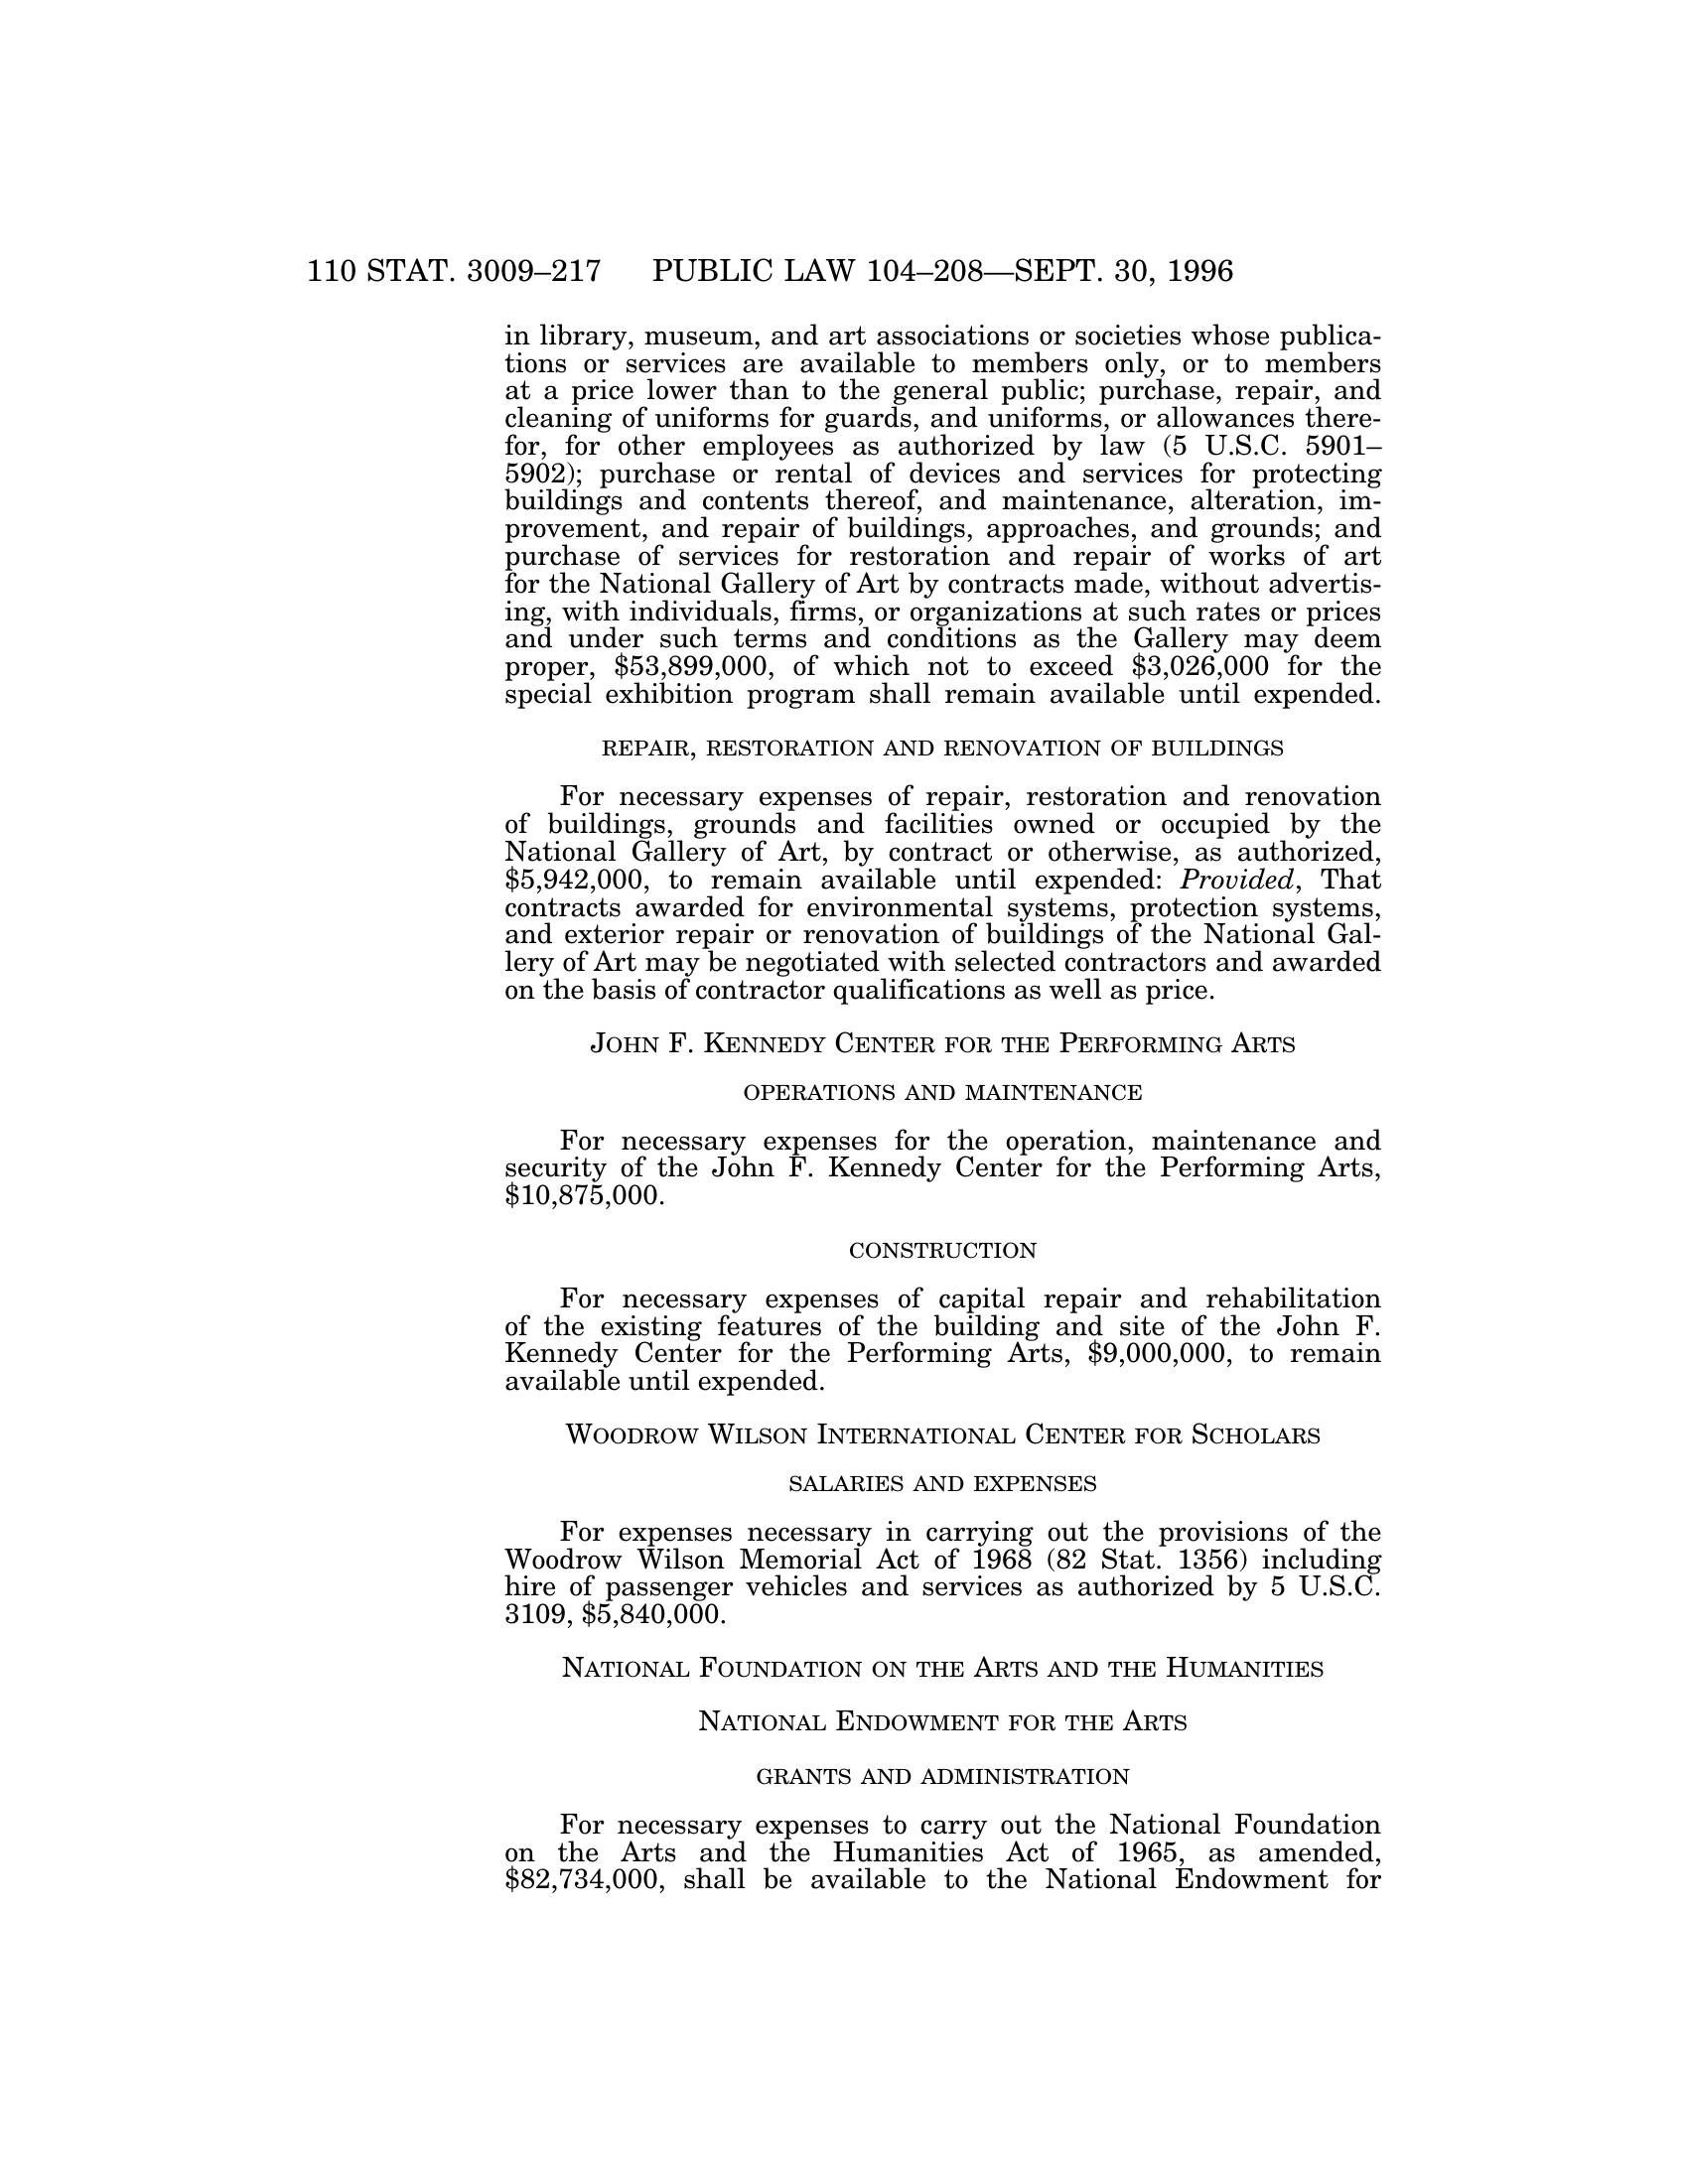 110 STAT. 3009–217 PUBLIC LAW 104–208—SEPT. 30, 1996
in library, museum, and art associations or societies whose publica-
tions or services are available to members only, or to members
at a price lower than to the general public; purchase, repair, and
cleaning of uniforms for guards, and uniforms, or allowances there-
for, for other employees as authorized by law (5 U.S.C. 5901–
5902); purchase or rental of devices and services for protecting
buildings and contents thereof, and maintenance, alteration, im-
provement, and repair of buildings, approaches, and grounds; and
purchase of services for restoration and repair of works of art
for the National Gallery of Art by contracts made, without advertis-
ing, with individuals, firms, or organizations at such rates or prices
and under such terms and conditions as the Gallery may deem
proper, $53,899,000, of which not to exceed $3,026,000 for the
special exhibition program shall remain available until expended.
REPAIR, RESTORATION AND RENOVATION OF BUILDINGS
For necessary expenses of repair, restoration and renovation
of buildings, grounds and facilities owned or occupied by the
National Gallery of Art, by contract or otherwise, as authorized,
$5,942,000, to remain available until expended: Provided, That
contracts awarded for environmental systems, protection systems,
and exterior repair or renovation of buildings of the National Gal-
lery of Art may be negotiated with selected contractors and awarded
on the basis of contractor qualifications as well as price.
JOHN F. KENNEDY CENTER FOR THE PERFORMING ARTS
OPERATIONS AND MAINTENANCE
For necessary expenses for the operation, maintenance and
security of the John F. Kennedy Center for the Performing Arts,
$10,875,000.
CONSTRUCTION
For necessary expenses of capital repair and rehabilitation
of the existing features of the building and site of the John F.
Kennedy Center for the Performing Arts, $9,000,000, to remain
available until expended.
WOODROW WILSON INTERNATIONAL CENTER FOR SCHOLARS
SALARIES AND EXPENSES
For expenses necessary in carrying out the provisions of the
Woodrow Wilson Memorial Act of 1968 (82 Stat. 1356) including
hire of passenger vehicles and services as authorized by 5 U.S.C.
3109, $5,840,000.
NATIONAL FOUNDATION ON THE ARTS AND THE HUMANITIES
NATIONAL ENDOWMENT FOR THE ARTS
GRANTS AND ADMINISTRATION
For necessary expenses to carry out the National Foundation
on the Arts and the Humanities Act of 1965, as amended,
$82,734,000, shall be available to the National Endowment for